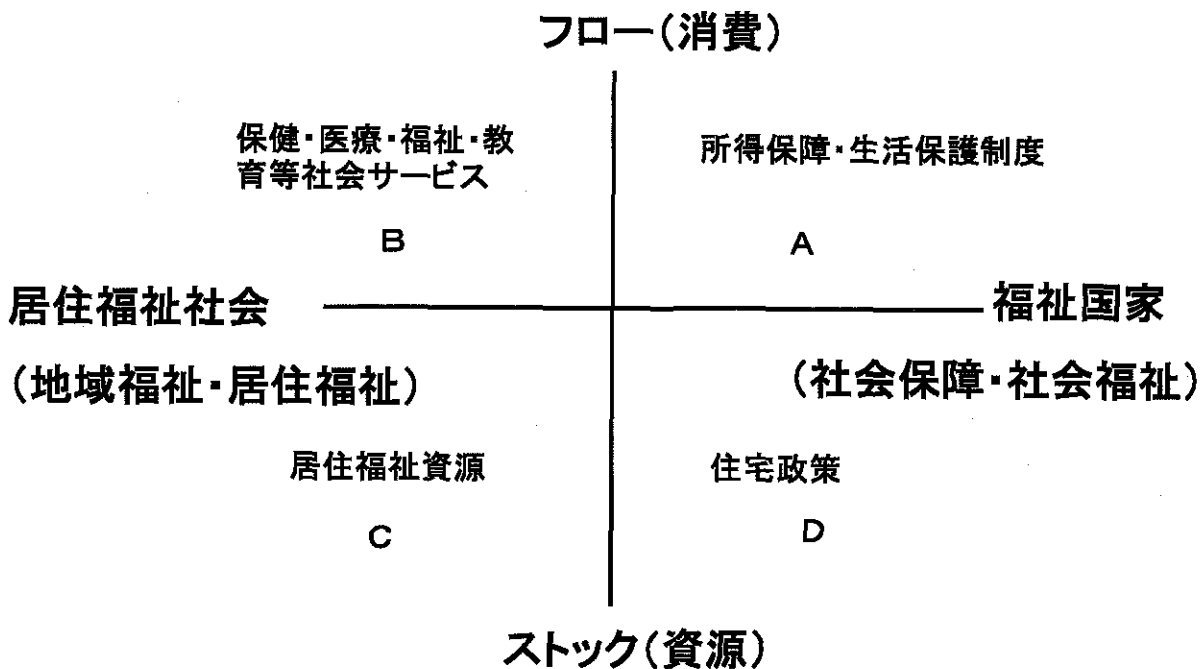 フロー(消費)
保健・医療・福祉・教
育等社会サービス
所得保障・生活保護制度
B
A
居住福祉社会
福祉国家
(地域福祉・居住福祉)
(社会保障・社会福祉)
居住福祉資源
住宅政策
C
D
ストック(資源)